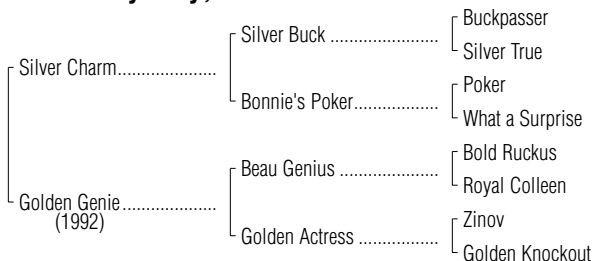 Buckpasser
Silver Buck ....................
Silver True
Silver Charm....................
Poker
Bonnie's Poker................
What a Surprise
Bold Ruckus
Beau Genius ..................
Royal Colleen
Golden Genie...................
(1992)
Zinov
Golden Actress ...............
Golden Knockout